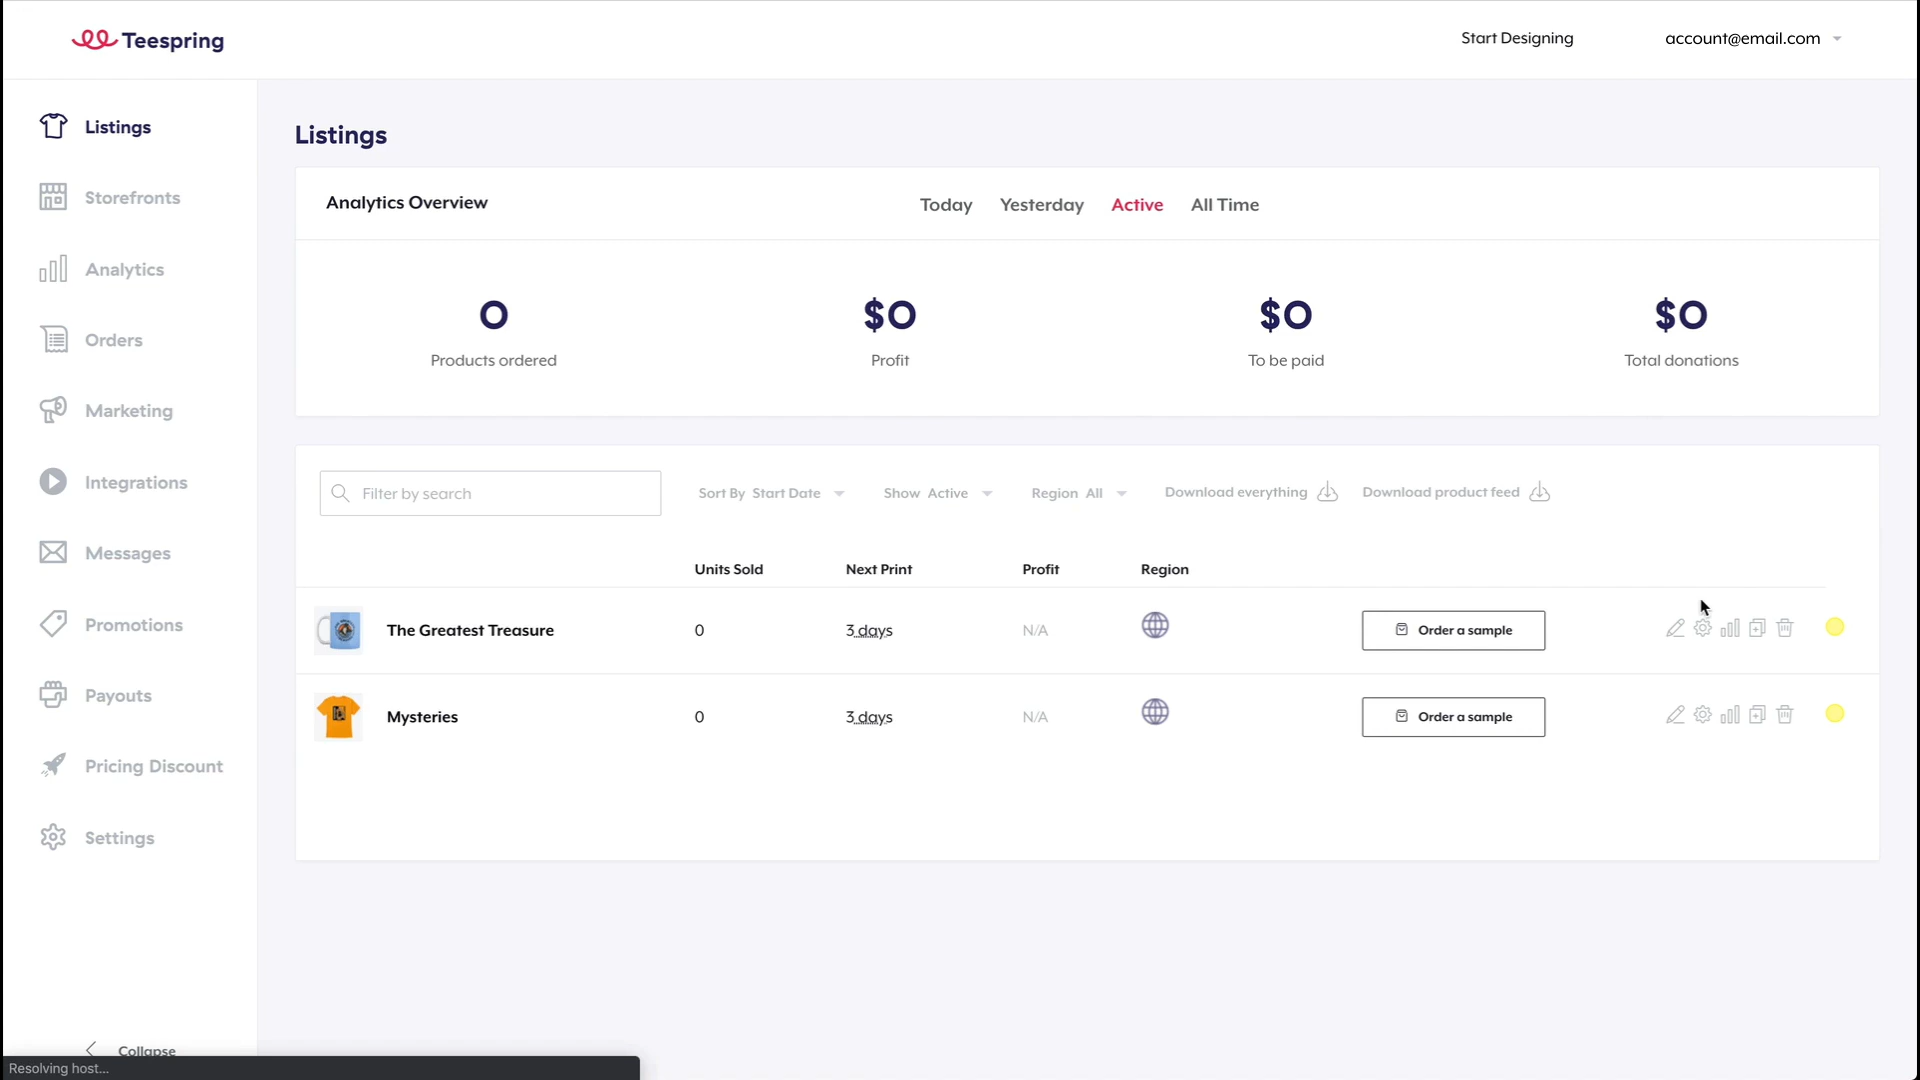 Teespring
Start Designing
account@email.com
Listings
Storefronts
Analytics
Orders
Marketing
Integrations
Messages
Promotions
Payouts
Pricing Discount
Settings
Collapse
Resolving host...
Listings
Analytics Overview
Today Yesterday Active All Time
0 $0 $0 $0
Products ordered Profit To be paid Total donations
Filter by search Sort By Start Date Show Active Region All Download everything Download product feed
Units Sold Next Print Profit Region
The Greatest Treasure 0 3 days N/A Order a sample
Mysteries 0 3 days N/A Order a sample